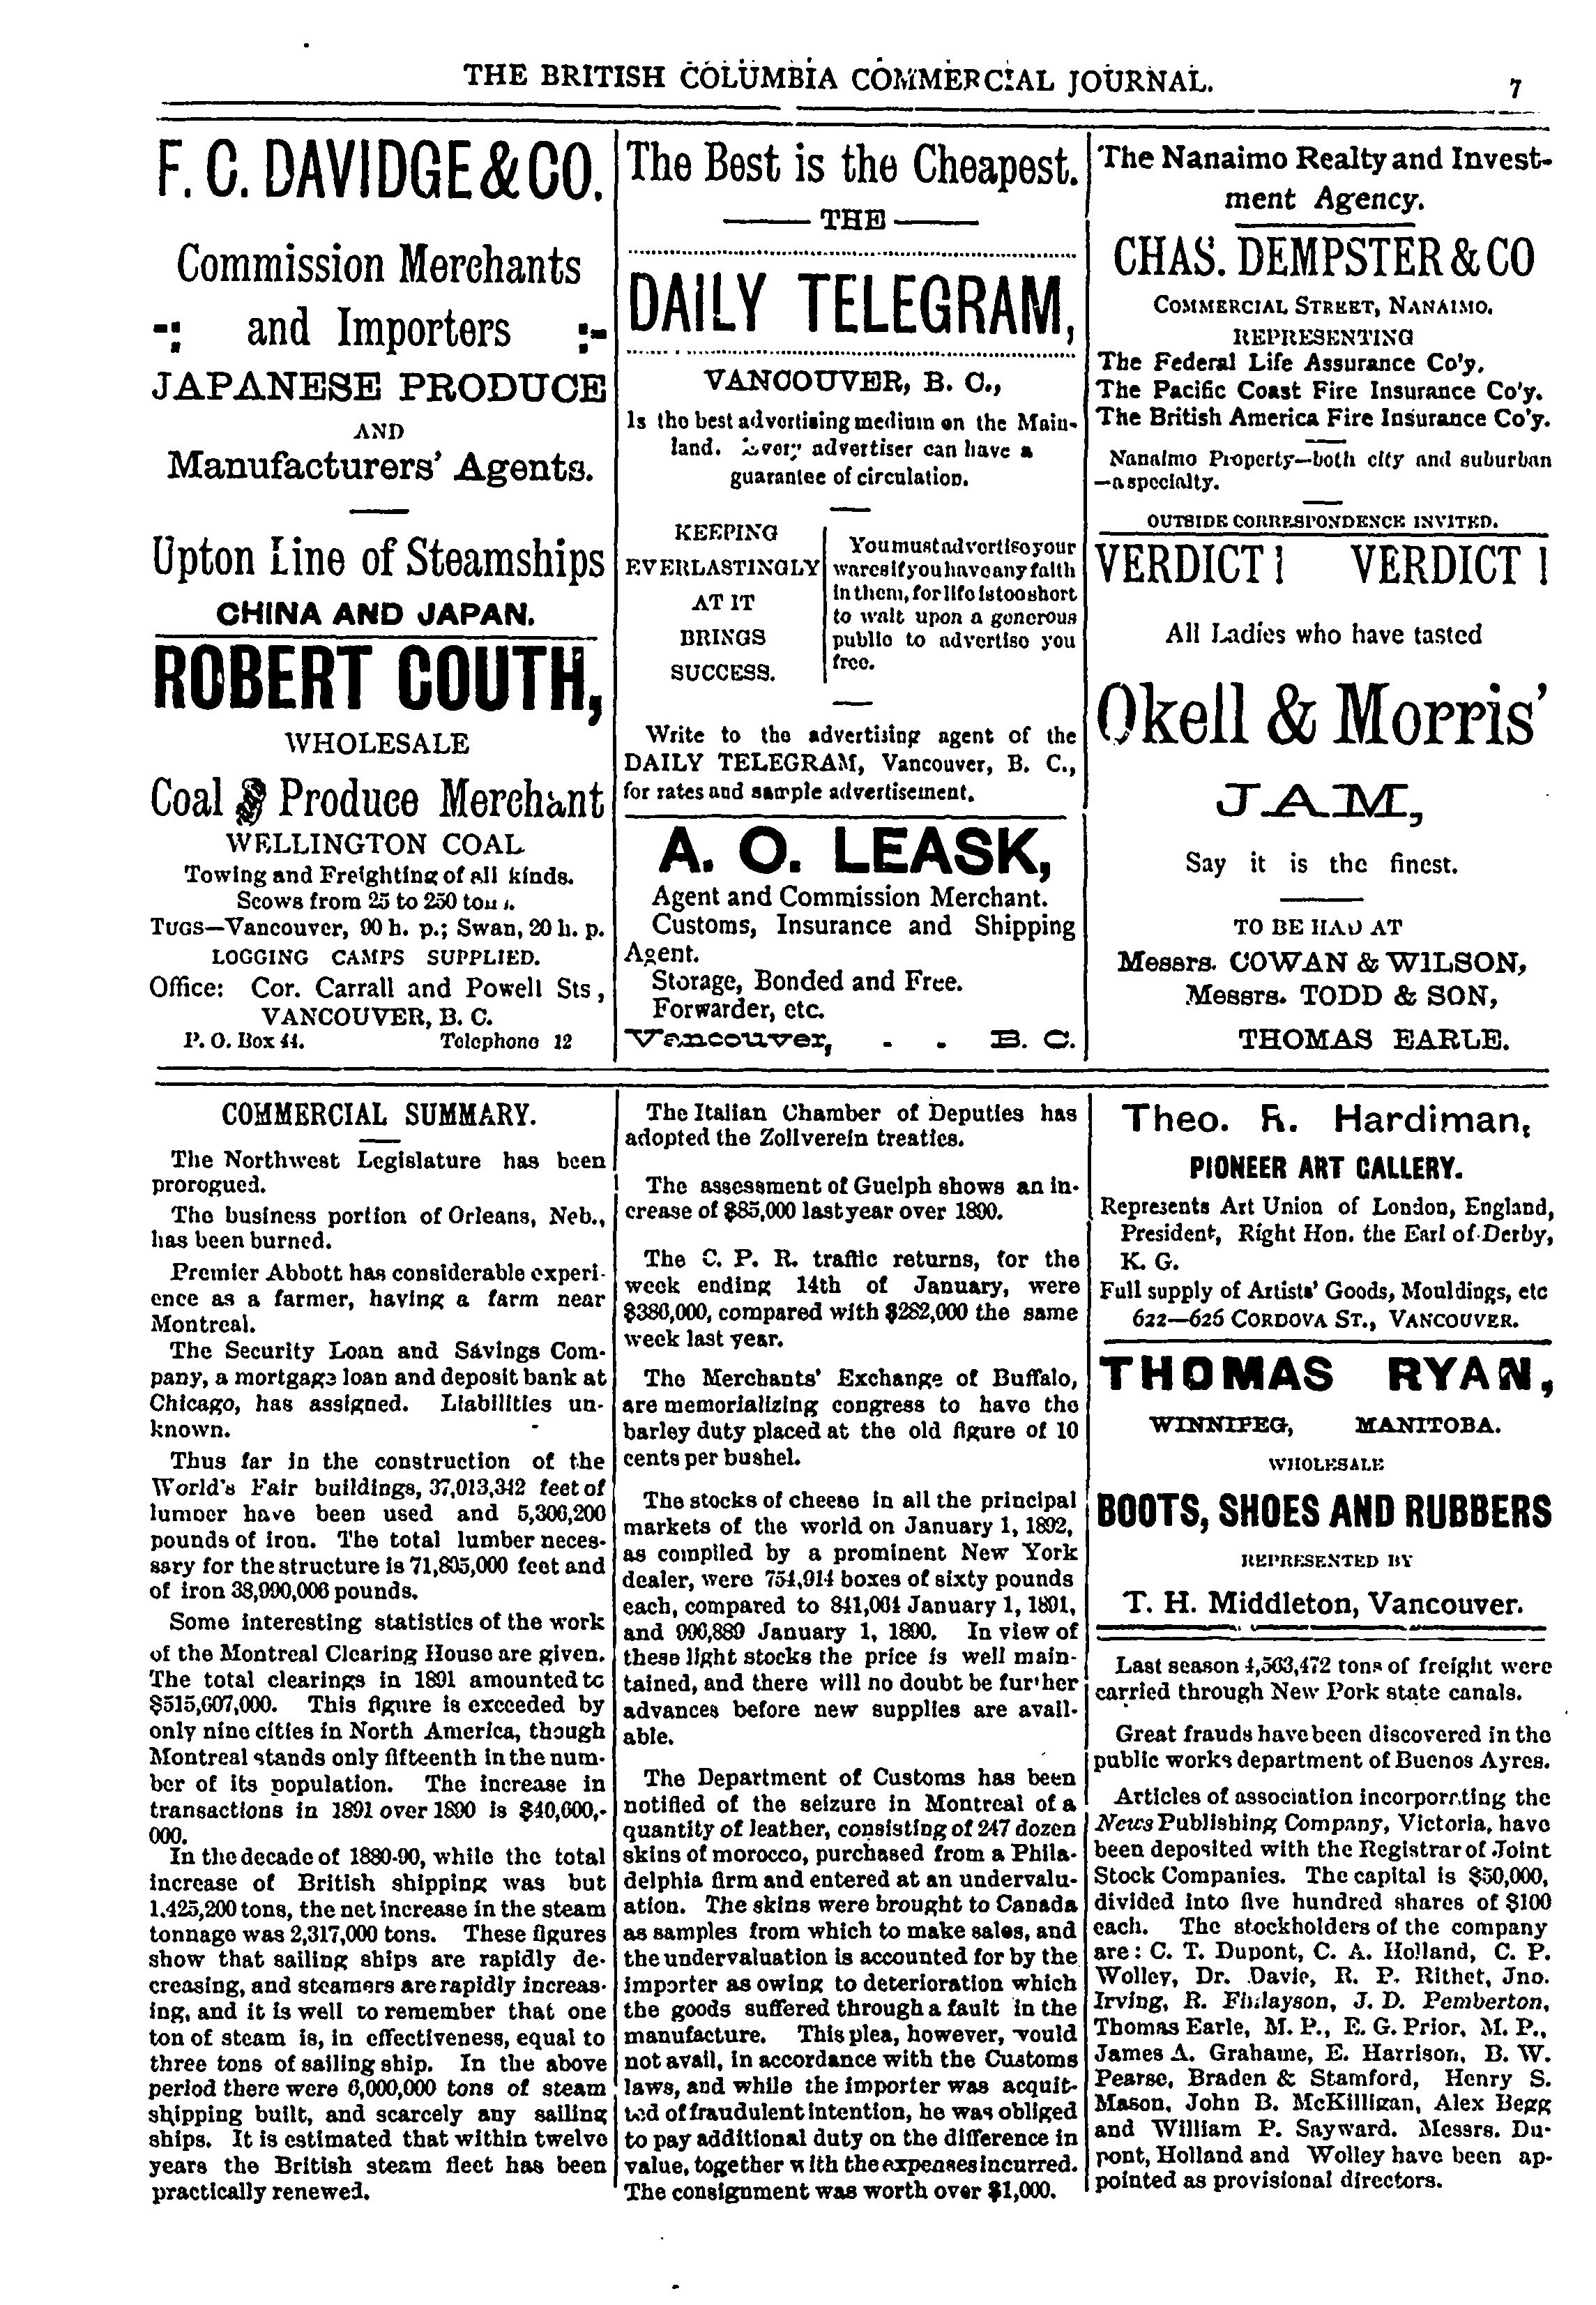 THE BRITISH COLUMBIA COMMERCIAL JOURNAL.
7
F. C. DAVIDGE & CO.
Commission Merchants
-: and Importers :-
JAPANESE PRODUCE
AND
Manufacturers' Agents.
Upton Line of Steamships
CHINA AND JAPAN.
ROBERT COUTH,
WHOLESALE
Coal & Produce Merchant
WELLINGTON COAL
Towing and Freighting of all kinds.
Scows from 25 to 250 tons.
TUGS—Vancouver, 90 h. p.; Swan, 20 h. p.
LOGGING CAMPS SUPPLIED.
Office: Cor. Carrall and Powell Sts,
VANCOUVER, B. C.
P. O. Box 44. Telephone 12
The Best is the Cheapest.
THE
DAILY TELEGRAM,
VANCOUVER, B. C.,
Is the best advertising medium on the Main-
land. Every advertiser can have a
guarantee of circulation.
KEEPING
EVERLASTINGLY
AT IT
BRINGS
SUCCESS.
You must advertise your
wares if you have any faith
in them, for life is too short
to wait upon a generous
public to advertise you
free.
Write to the advertising agent of the
DAILY TELEGRAM, Vancouver, B. C.,
for rates and sample advertisement.
A. O. LEASK,
Agent and Commission Merchant.
Customs, Insurance and Shipping
Agent.
Storage, Bonded and Free.
Forwarder, etc.
Vancouver, - - B. C.
The Nanaimo Realty and Invest-
ment Agency.
CHAS. DEMPSTER & CO
COMMERCIAL STREET, NANAIMO.
REPRESENTING
The Federal Life Assurance Co'y.
The Pacific Coast Fire Insurance Co'y.
The British America Fire Insurance Co'y.
Nanaimo Property—both city and suburban
—a specialty.
OUTSIDE CORRESPONDENCE INVITED.
VERDICT! VERDICT!
All Ladies who have tasted
Okell & Morris'
JAM,
Say it is the finest.
TO BE HAD AT
Messrs. COWAN & WILSON,
Messrs. TODD & SON,
THOMAS EARLE.
COMMERCIAL SUMMARY.
The Northwest Legislature has been
prorogued.
The business portion of Orleans, Neb.,
has been burned.
Premier Abbott has considerable experi-
ence as a farmer, having a farm near
Montreal.
The Security Loan and Savings Com-
pany, a mortgage loan and deposit bank at
Chicago, has assigned. Liabilities un-
known.
Thus far in the construction of the
World's Fair buildings, 37,013,342 feet of
lumber have been used and 5,306,200
pounds of iron. The total lumber neces-
sary for the structure is 71,895,000 feet and
of iron 38,990,006 pounds.
Some interesting statistics of the work
of the Montreal Clearing House are given.
The total clearings in 1891 amounted to
$515,607,000. This figure is exceeded by
only nine cities in North America, though
Montreal stands only fifteenth in the num-
ber of its population. The increase in
transactions in 1891 over 1890 is $40,600,-
000.
In the decade of 1880-90, while the total
increase of British shipping was but
1,425,200 tons, the net increase in the steam
tonnage was 2,317,000 tons. These figures
show that sailing ships are rapidly de-
creasing, and steamers are rapidly increas-
ing, and it is well to remember that one
ton of steam is, in effectiveness, equal to
three tons of sailing ship. In the above
period there were 6,000,000 tons of steam
shipping built, and scarcely any sailing
ships. It is estimated that within twelve
years the British steam fleet has been
practically renewed.
The Italian Chamber of Deputies has
adopted the Zollverein treaties.
The assessment of Guelph shows an in-
crease of $85,000 last year over 1890.
The C. P. R. traffic returns, for the
week ending 14th of January, were
$380,000, compared with $282,000 the same
week last year.
The Merchants' Exchange of Buffalo,
are memorializing congress to have the
barley duty placed at the old figure of 10
cents per bushel.
The stocks of cheese in all the principal
markets of the world on January 1, 1892,
as compiled by a prominent New York
dealer, were 754,914 boxes of sixty pounds
each, compared to 841,064 January 1, 1891,
and 996,889 January 1, 1890. In view of
these light stocks the price is well main-
tained, and there will no doubt be further
advances before new supplies are avail-
able.
The Department of Customs has been
notified of the seizure in Montreal of a
quantity of leather, consisting of 247 dozen
skins of morocco, purchased from a Phila-
delphia firm and entered at an undervalu-
ation. The skins were brought to Canada
as samples from which to make sales, and
the undervaluation is accounted for by the
importer as owing to deterioration which
the goods suffered through a fault in the
manufacture. This plea, however, would
not avail, in accordance with the Customs
laws, and while the importer was acquit-
ted of fraudulent intention, he was obliged
to pay additional duty on the difference in
value, together with the expenses incurred.
The consignment was worth over $1,000.
Theo. R. Hardiman,
PIONEER ART GALLERY.
Represents Art Union of London, England,
President, Right Hon. the Earl of Derby,
K. G.
Full supply of Artists' Goods, Mouldings, etc
622—626 CORDOVA ST., VANCOUVER.
THOMAS RYAN,
WINNIPEG, MANITOBA.
WHOLESALE
BOOTS, SHOES AND RUBBERS
REPRESENTED BY
T. H. Middleton, Vancouver.
Last season 4,563,472 tons of freight were
carried through New Pork state canals.
Great frauds have been discovered in the
public works department of Buenos Ayres.
Articles of association incorporating the
News Publishing Company, Victoria, have
been deposited with the Registrar of Joint
Stock Companies. The capital is $50,000,
divided into five hundred shares of $100
each. The stockholders of the company
are: C. T. Dupont, C. A. Holland, C. P.
Wolley, Dr. Davie, R. P. Rithet, Jno.
Irving, R. Finlayson, J. D. Pemberton,
Thomas Earle, M. P., E. G. Prior, M. P.,
James A. Grahame, E. Harrison, B. W.
Pearse, Braden & Stamford, Henry S.
Mason, John B. McKilligan, Alex Begg
and William P. Sayward. Messrs. Du-
pont, Holland and Wolley have been ap-
pointed as provisional directors.